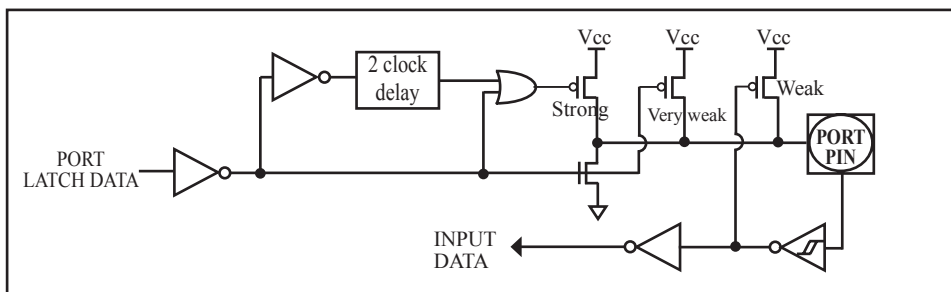 Vcc
Vcc
Vcc
2 clock
delay
Strong
Very weak
Weak
PORT
LATCH DATA
PORT
PIN
INPUT
DATA